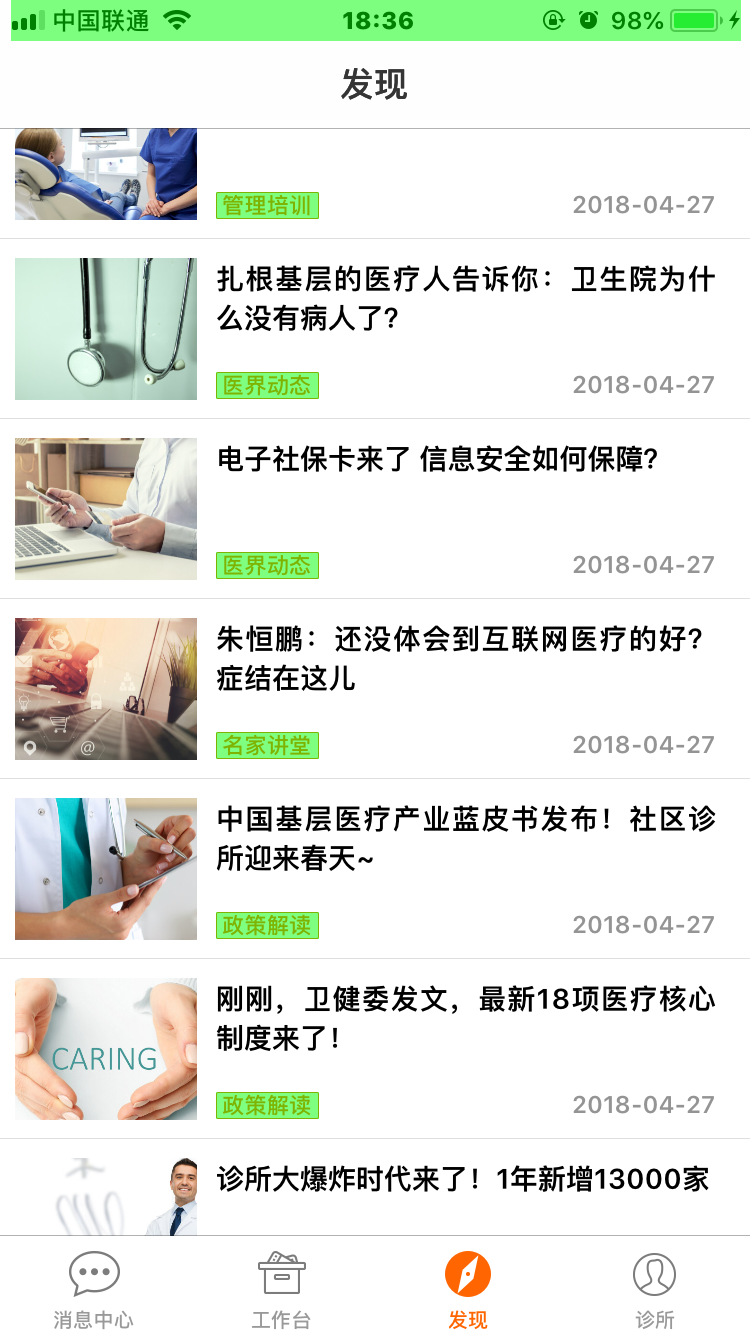 中国联通 18:36 98%
发现
管理培训 2018-04-27
扎根基层的医疗人告诉你：卫生院为什
么没有病人了?
医界动态 2018-04-27
电子社保卡来了 信息安全如何保障?
医界动态 2018-04-27
朱恒鹏：还没体会到互联网医疗的好?
症结在这儿
名家讲堂 2018-04-27
中国基层医疗产业蓝皮书发布！社区诊
所迎来春天~
政策解读 2018-04-27
刚刚，卫健委发文，最新18项医疗核心
制度来了！
CARING
政策解读 2018-04-27
诊所大爆炸时代来了！1年新增13000家
消息中心 工作台 发现 诊所